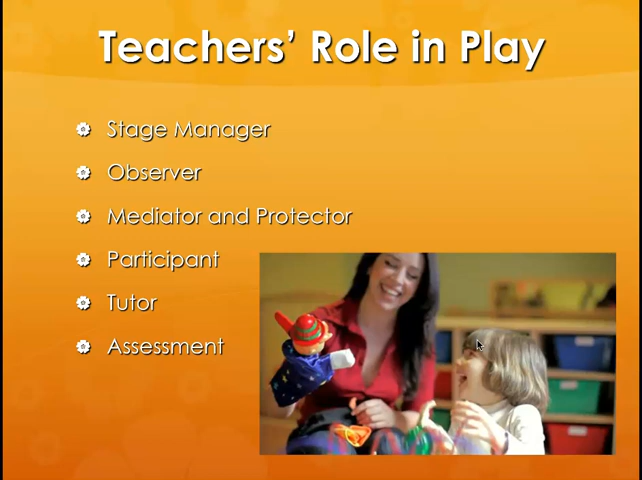 Teachers’ Role in Play
Stage Manager
Observer
Mediator and Protector
Participant
Tutor
Assessment